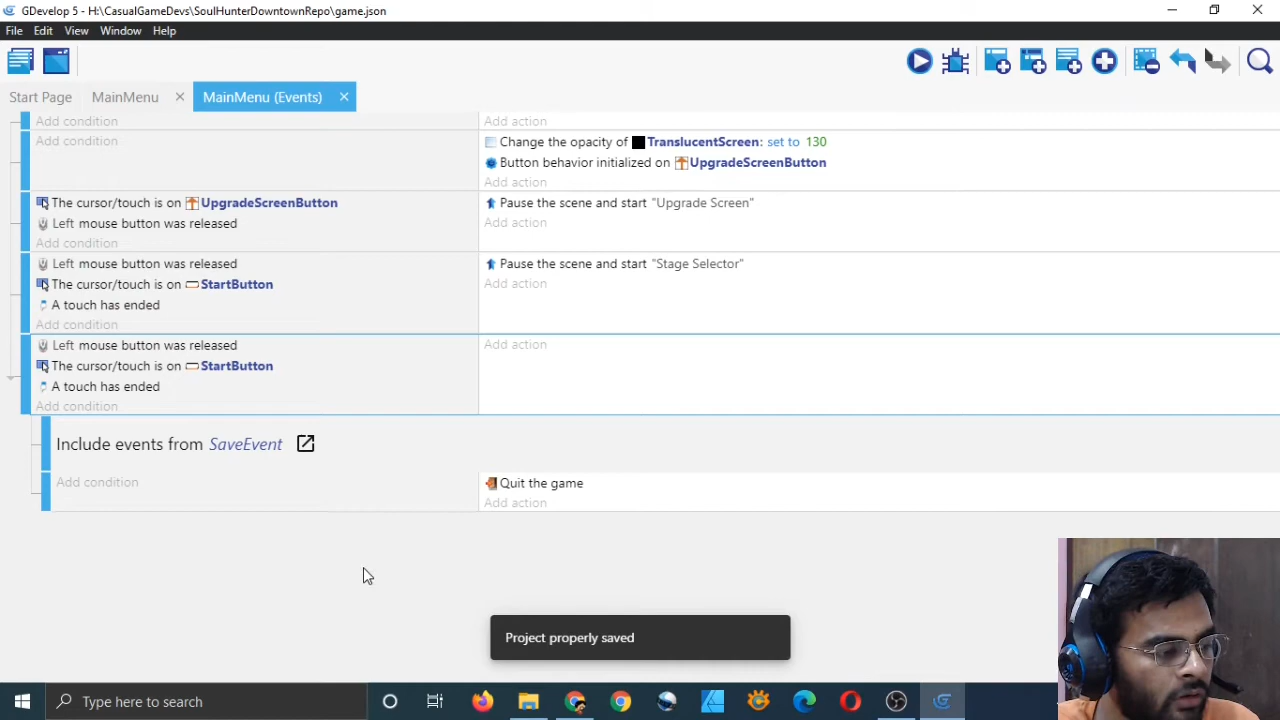 GDevelop 5 - H:\CasualGameDevs\SoulHunterDowntownRepo\game.json
File Edit View Window Help
Start Page MainMenu MainMenu (Events)
Add condition Add action
Add condition Change the opacity of TranslucentScreen: set to 130
Button behavior initialized on UpgradeScreenButton
Add action
The cursor/touch is on UpgradeScreenButton Pause the scene and start "Upgrade Screen"
Left mouse button was released Add action
Add condition
Left mouse button was released Pause the scene and start "Stage Selector"
The cursor/touch is on StartButton Add action
A touch has ended
Add condition
Left mouse button was released Add action
The cursor/touch is on StartButton
A touch has ended
Add condition
Include events from SaveEvent
Add condition Quit the game
Add action
Project properly saved
Type here to search